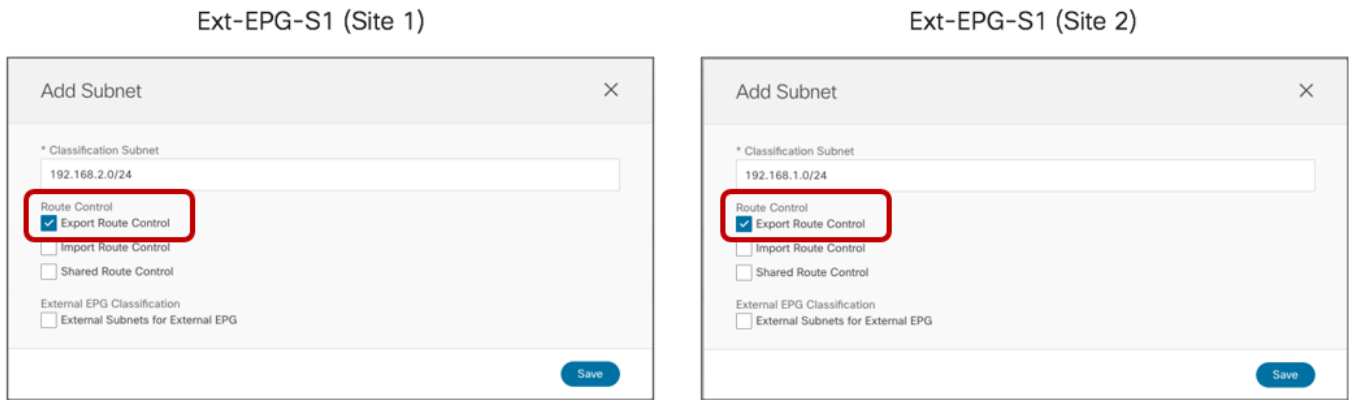 Ext-EPG-S1 (Site 1)
Add Subnet
* Classification Subnet
192.168.2.0/24
Route Control
Export Route Control
Import Route Control
Shared Route Control
External EPG Classification
External Subnets for External EPG
Save
Ext-EPG-S1 (Site 2)
Add Subnet
* Classification Subnet
192.168.1.0/24
Route Control
Export Route Control
Import Route Control
Shared Route Control
External EPG Classification
External Subnets for External EPG
Save